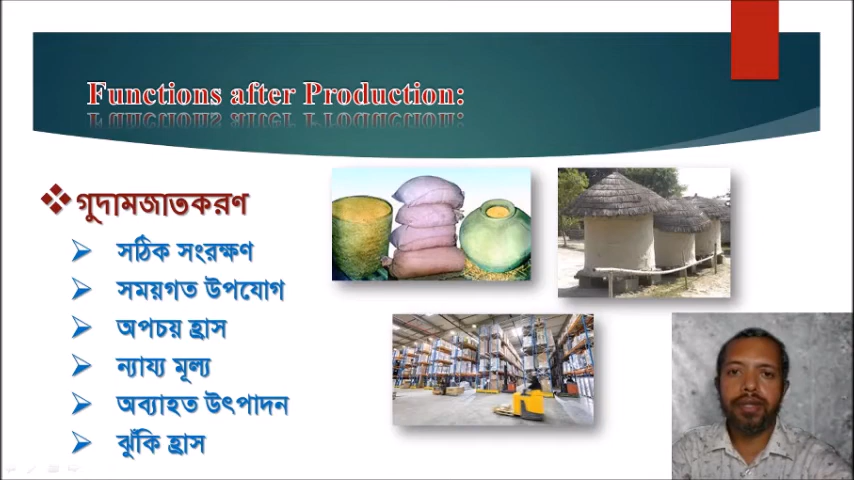 Functions after Production:
গুদামজাতকরণ
সঠিক সংরক্ষণ
সময়গত উপযোগ
অপচয় হ্রাস
ন্যায্য মূল্য
অব্যাহত উৎপাদন
ঝুঁকি হ্রাস